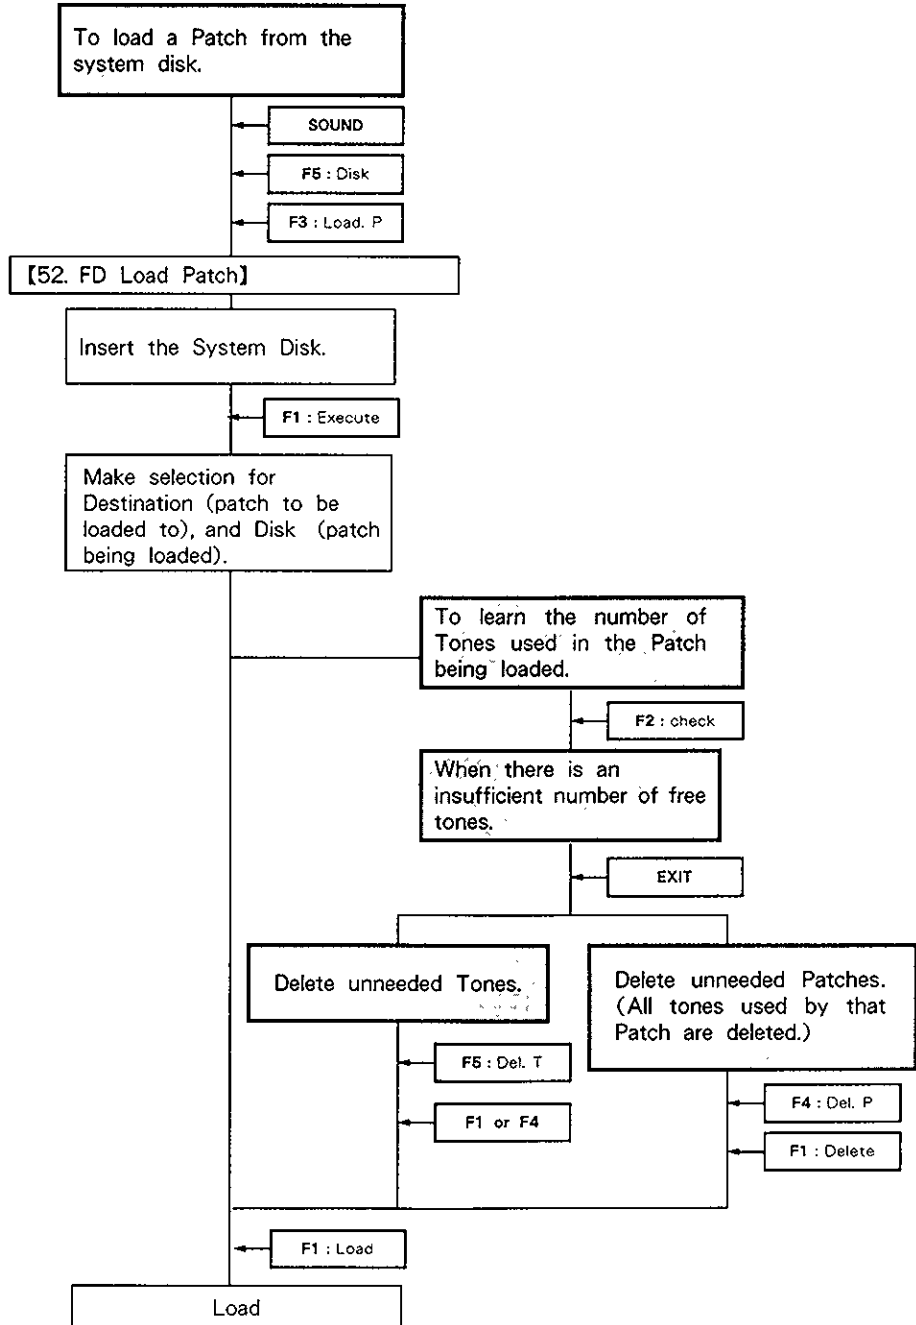 To load a Patch from the
system disk.
SOUND
F5 : Disk
F3 : Load. P
【52. FD Load Patch】
Insert the System Disk.
F1 : Execute
Make selection for
Destination (patch to be
loaded to), and Disk (patch
being loaded).
To learn the number of
Tones used in the Patch
being loaded.
F2 : check
When there is an
insufficient number of free
tones.
EXIT
Delete unneeded Tones.
Delete unneeded Patches.
(All tones used by that
Patch are deleted.)
F5 : Del. T
F1 or F4
F4 : Del. P
F1 : Delete
F1 : Load
Load